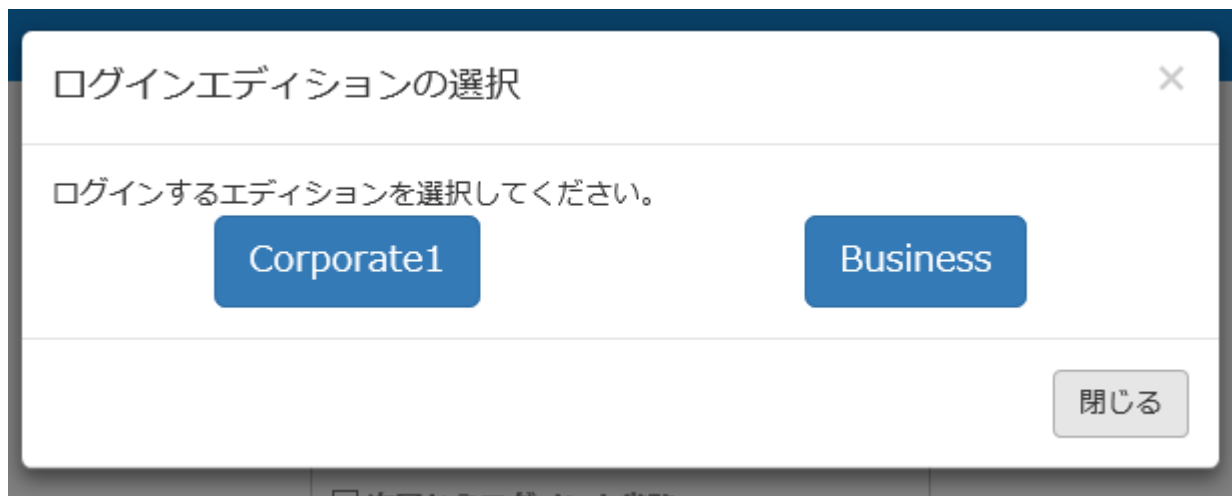 ログインエディションの選択
×
ログインするエディションを選択してください。
Corporate1
Business
閉じる